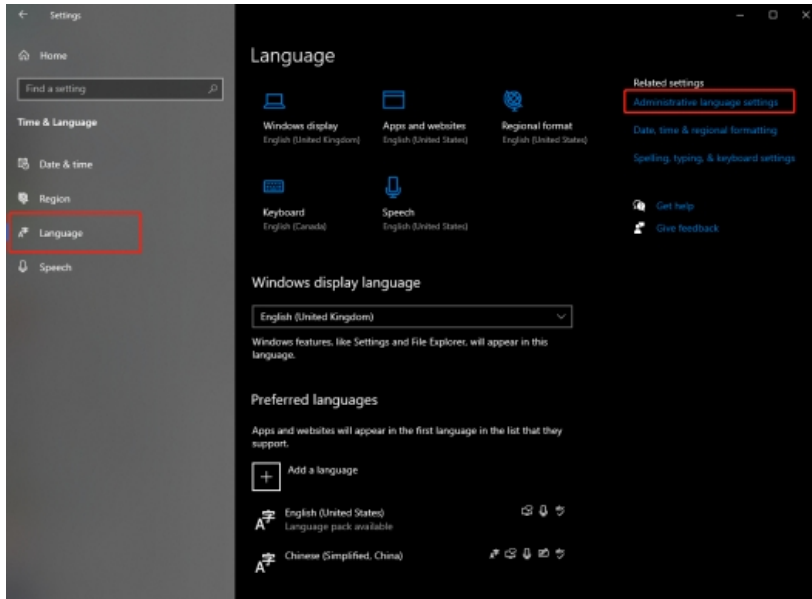 Settings
Home
Find a setting
Time & Language
Date & time
Region
Language
Speech
Language
Windows display
English (United Kingdom)
Apps and websites
English (United States)
Regional format
English (United States)
Keyboard
English (Canada)
Speech
English (United States)
Windows display language
English (United Kingdom)
Windows features, like Settings and File Explorer, will appear in this
language.
Preferred languages
Apps and websites will appear in the first language in the list that they
support.
Add a language
A字
English (United States)
Language pack available
A字
Chinese (Simplified, China)
Related settings
Administrative language settings
Date, time & regional formatting
Spelling, typing, & keyboard settings
Get help
Give feedback